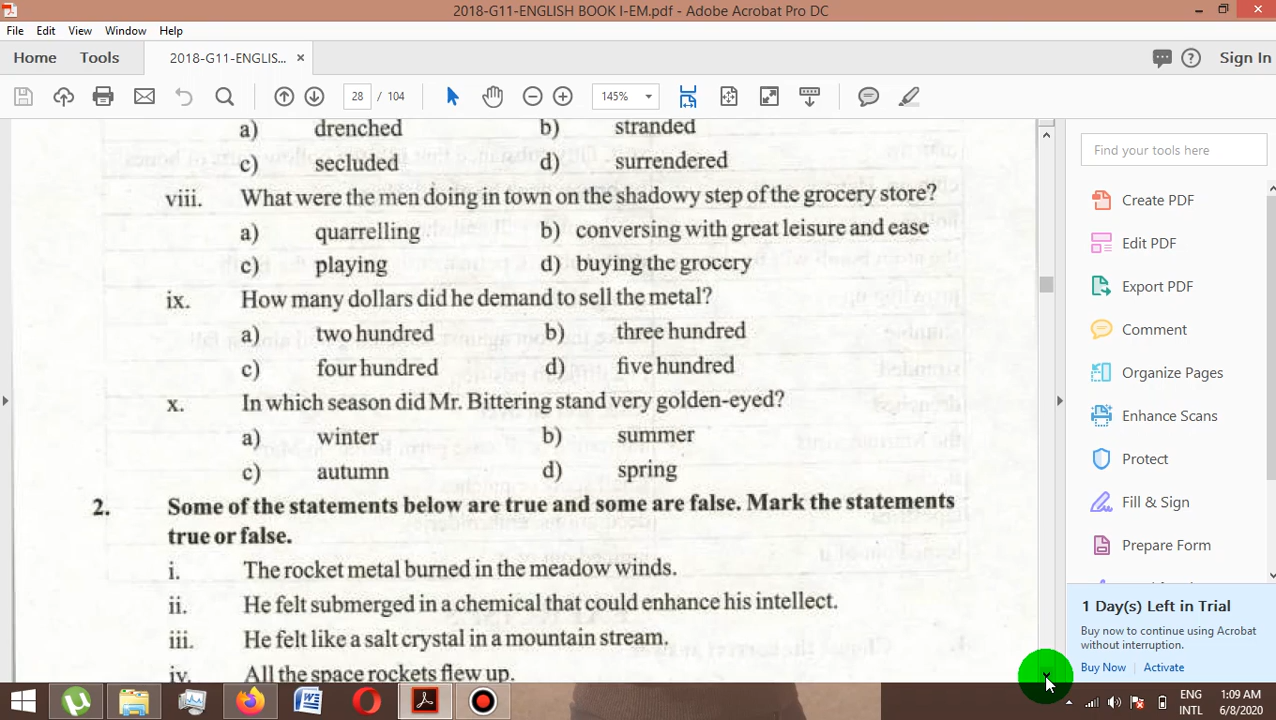 2018-G11-ENGLISH BOOK I-EM.pdf - Adobe Acrobat Pro DC
File Edit View Window Help
Home Tools 2018-G11-ENGLIS... × Sign In
28 / 104 145%
a) drenched b) stranded
c) secluded d) surrendered
viii. What were the men doing in town on the shadowy step of the grocery store?
a) quarrelling b) conversing with great leisure and ease
c) playing d) buying the grocery
ix. How many dollars did he demand to sell the metal?
a) two hundred b) three hundred
c) four hundred d) five hundred
x. In which season did Mr. Bittering stand very golden-eyed?
a) winter b) summer
c) autumn d) spring
2. Some of the statements below are true and some are false. Mark the statements
true or false.
i. The rocket metal burned in the meadow winds.
ii. He felt submerged in a chemical that could enhance his intellect.
iii. He felt like a salt crystal in a mountain stream.
iv. All the space rockets flew up.
Find your tools here
Create PDF
Edit PDF
Export PDF
Comment
Organize Pages
Enhance Scans
Protect
Fill & Sign
Prepare Form
1 Day(s) Left in Trial
Buy now to continue using Acrobat
without interruption.
Buy Now | Activate
ENG 1:09 AM
INTL 6/8/2020